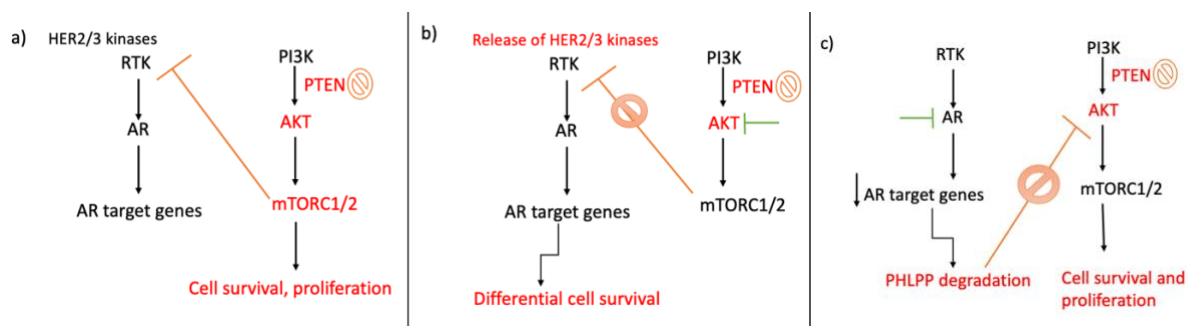 a)
HER2/3 kinases
RTK
AR
AR target genes
PI3K
PTEN
AKT
mTORC1/2
Cell survival, proliferation
b)
Release of HER2/3 kinases
RTK
AR
AR target genes
Differential cell survival
PI3K
PTEN
AKT
mTORC1/2
c)
RTK
AR
AR target genes
PHLPP degradation
PI3K
PTEN
AKT
mTORC1/2
Cell survival and
proliferation